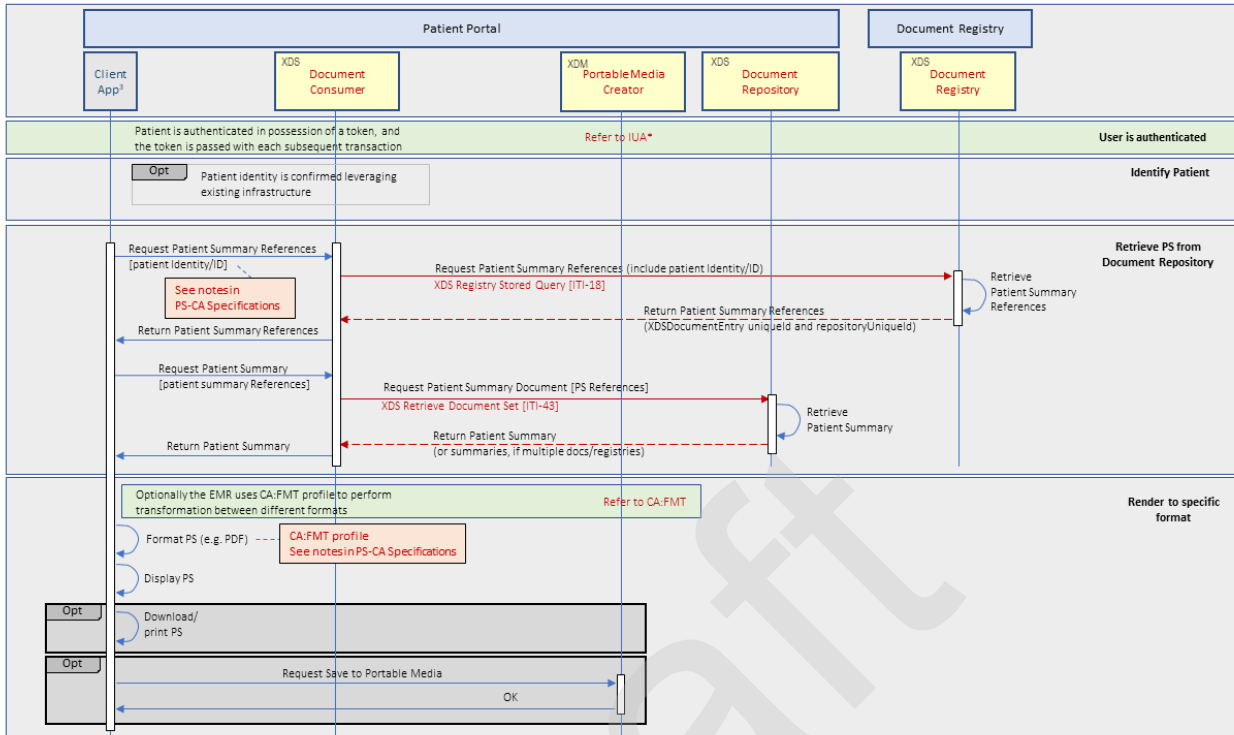 Patient Portal
Document Registry
XDS
XDM
XDS
XDS
Client
App³
Document
Consumer
Portable Media
Creator
Document
Repository
Document
Registry
Patient is authenticated in possession of a token, and
the token is passed with each subsequent transaction
Refer to IUA*
User is authenticated
Opt
Patient identity is confirmed leveraging
existing infrastructure
Identify Patient
Retrieve PS from
Document Repository
Request Patient Summary References
[patient Identity/ID]
See notes in
PS-CA Specifications
Request Patient Summary References (include patient Identity/ID)
XDS Registry Stored Query [ITI-18]
Retrieve
Patient Summary
References
Return Patient Summary References
(XDSDocumentEntry uniqueId and repositoryUniqueId)
Return Patient Summary References
Request Patient Summary
[patient summary References]
Request Patient Summary Document [PS References]
XDS Retrieve Document Set [ITI-43]
Retrieve
Patient Summary
Return Patient Summary
(or summaries, if multiple docs/registries)
Return Patient Summary
Optionally the EMR uses CA:FMT profile to perform
transformation between different formats
Refer to CA:FMT
Render to specific
format
Format PS (e.g. PDF)
CA:FMT profile
See notes in PS-CA Specifications
Display PS
Opt
Download/
print PS
Opt
Request Save to Portable Media
OK